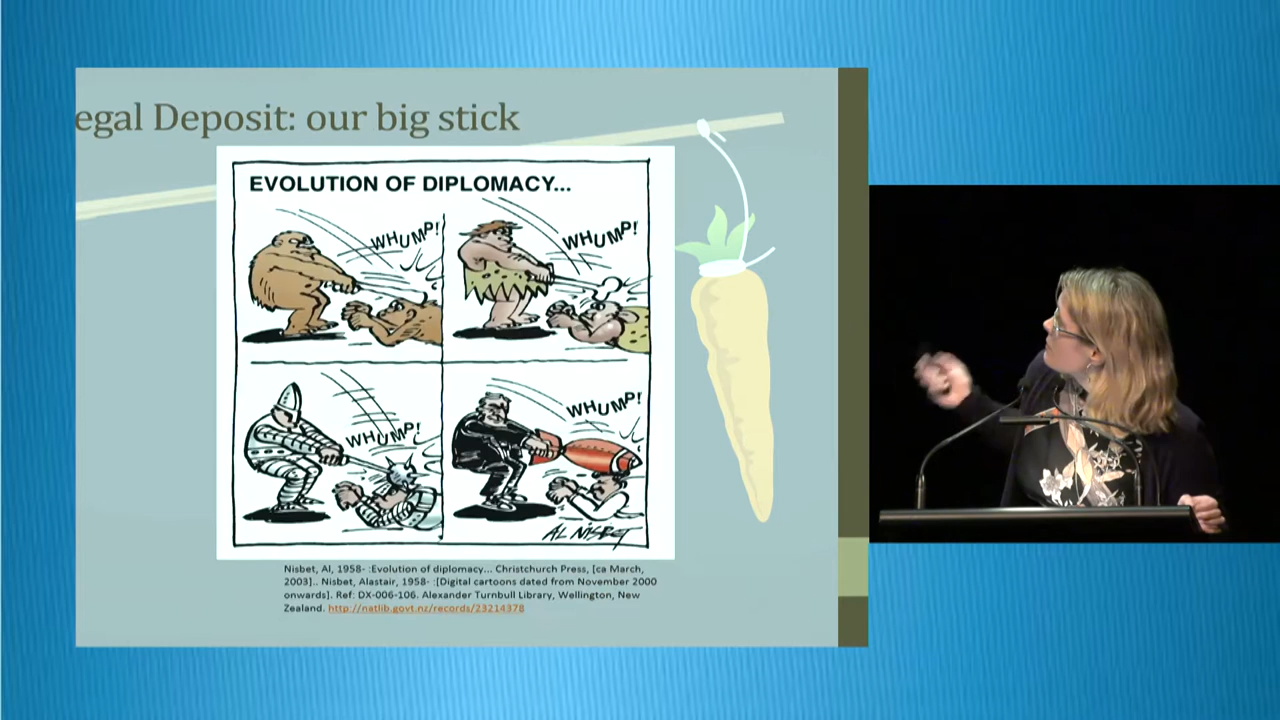 egal Deposit: our big stick
EVOLUTION OF DIPLOMACY...
WHUMP!
WHUMP!
WHUMP!
WHUMP!
AL NISBET
Nisbet, Al, 1958- :Evolution of diplomacy... Christchurch Press, [ca March,
2003].. Nisbet, Alastair, 1958- :[Digital cartoons dated from November 2000
onwards]. Ref: DX-006-106. Alexander Turnbull Library, Wellington, New
Zealand. http://natlib.govt.nz/records/23214378